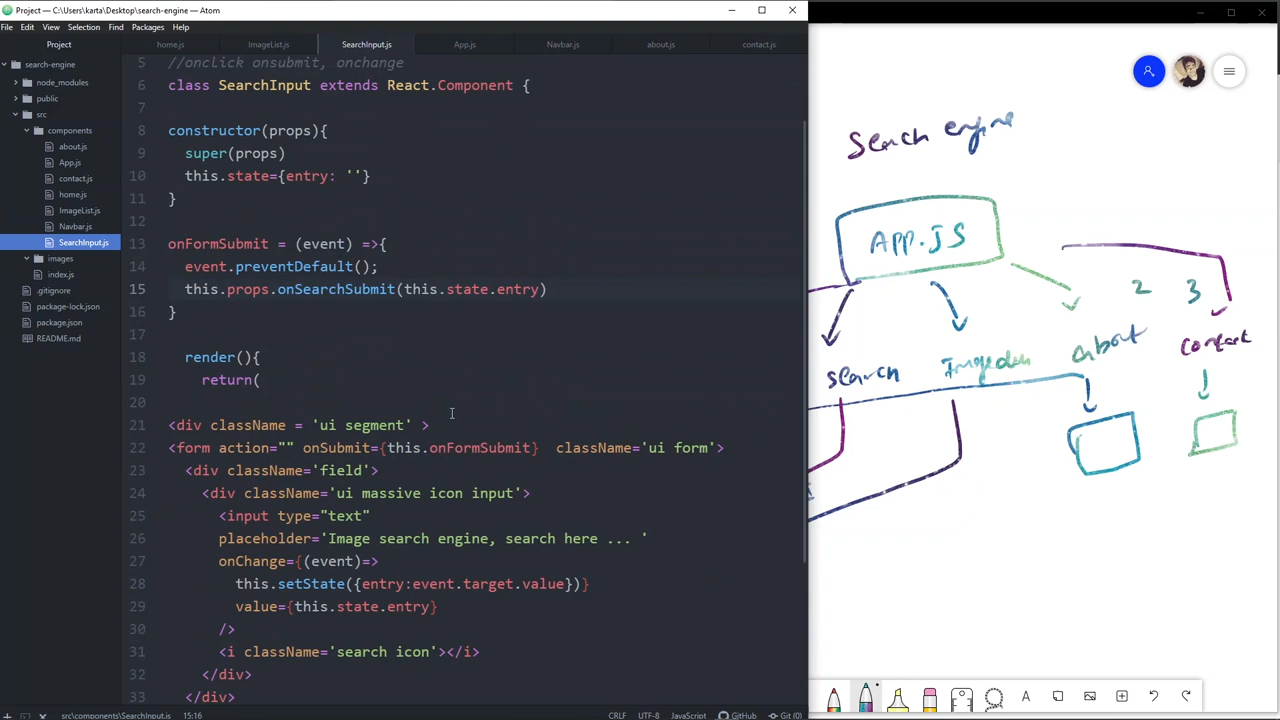 Project — C:\Users\karta\Desktop\search-engine — Atom
File Edit View Selection Find Packages Help
Project
home.js ImageList.js SearchInput.js App.js Navbar.js about.js contact.js
search-engine
node_modules
public
src
components
about.js
App.js
contact.js
home.js
ImageList.js
Navbar.js
SearchInput.js
images
index.js
.gitignore
package-lock.json
package.json
README.md
5 //onclick onsubmit, onchange
6 class SearchInput extends React.Component {
7
8 constructor(props){
9 super(props)
10 this.state={entry: ''}
11 }
12
13 onFormSubmit = (event) =>{
14 event.preventDefault();
15 this.props.onSearchSubmit(this.state.entry)
16 }
17
18 render(){
19 return(
20
21 <div className = 'ui segment' >
22 <form action="" onSubmit={this.onFormSubmit} className='ui form'>
23 <div className='field'>
24 <div className='ui massive icon input'>
25 <input type="text"
26 placeholder='Image search engine, search here ... '
27 onChange={(event)=>
28 this.setState({entry:event.target.value})}
29 value={this.state.entry}
30 />
31 <i className='search icon'></i>
32 </div>
33 </div>
src\components\SearchInput.js 15:16 CRLF UTF-8 JavaScript GitHub Git (0)
Search engine
App.JS
2 3
search About Contact
A